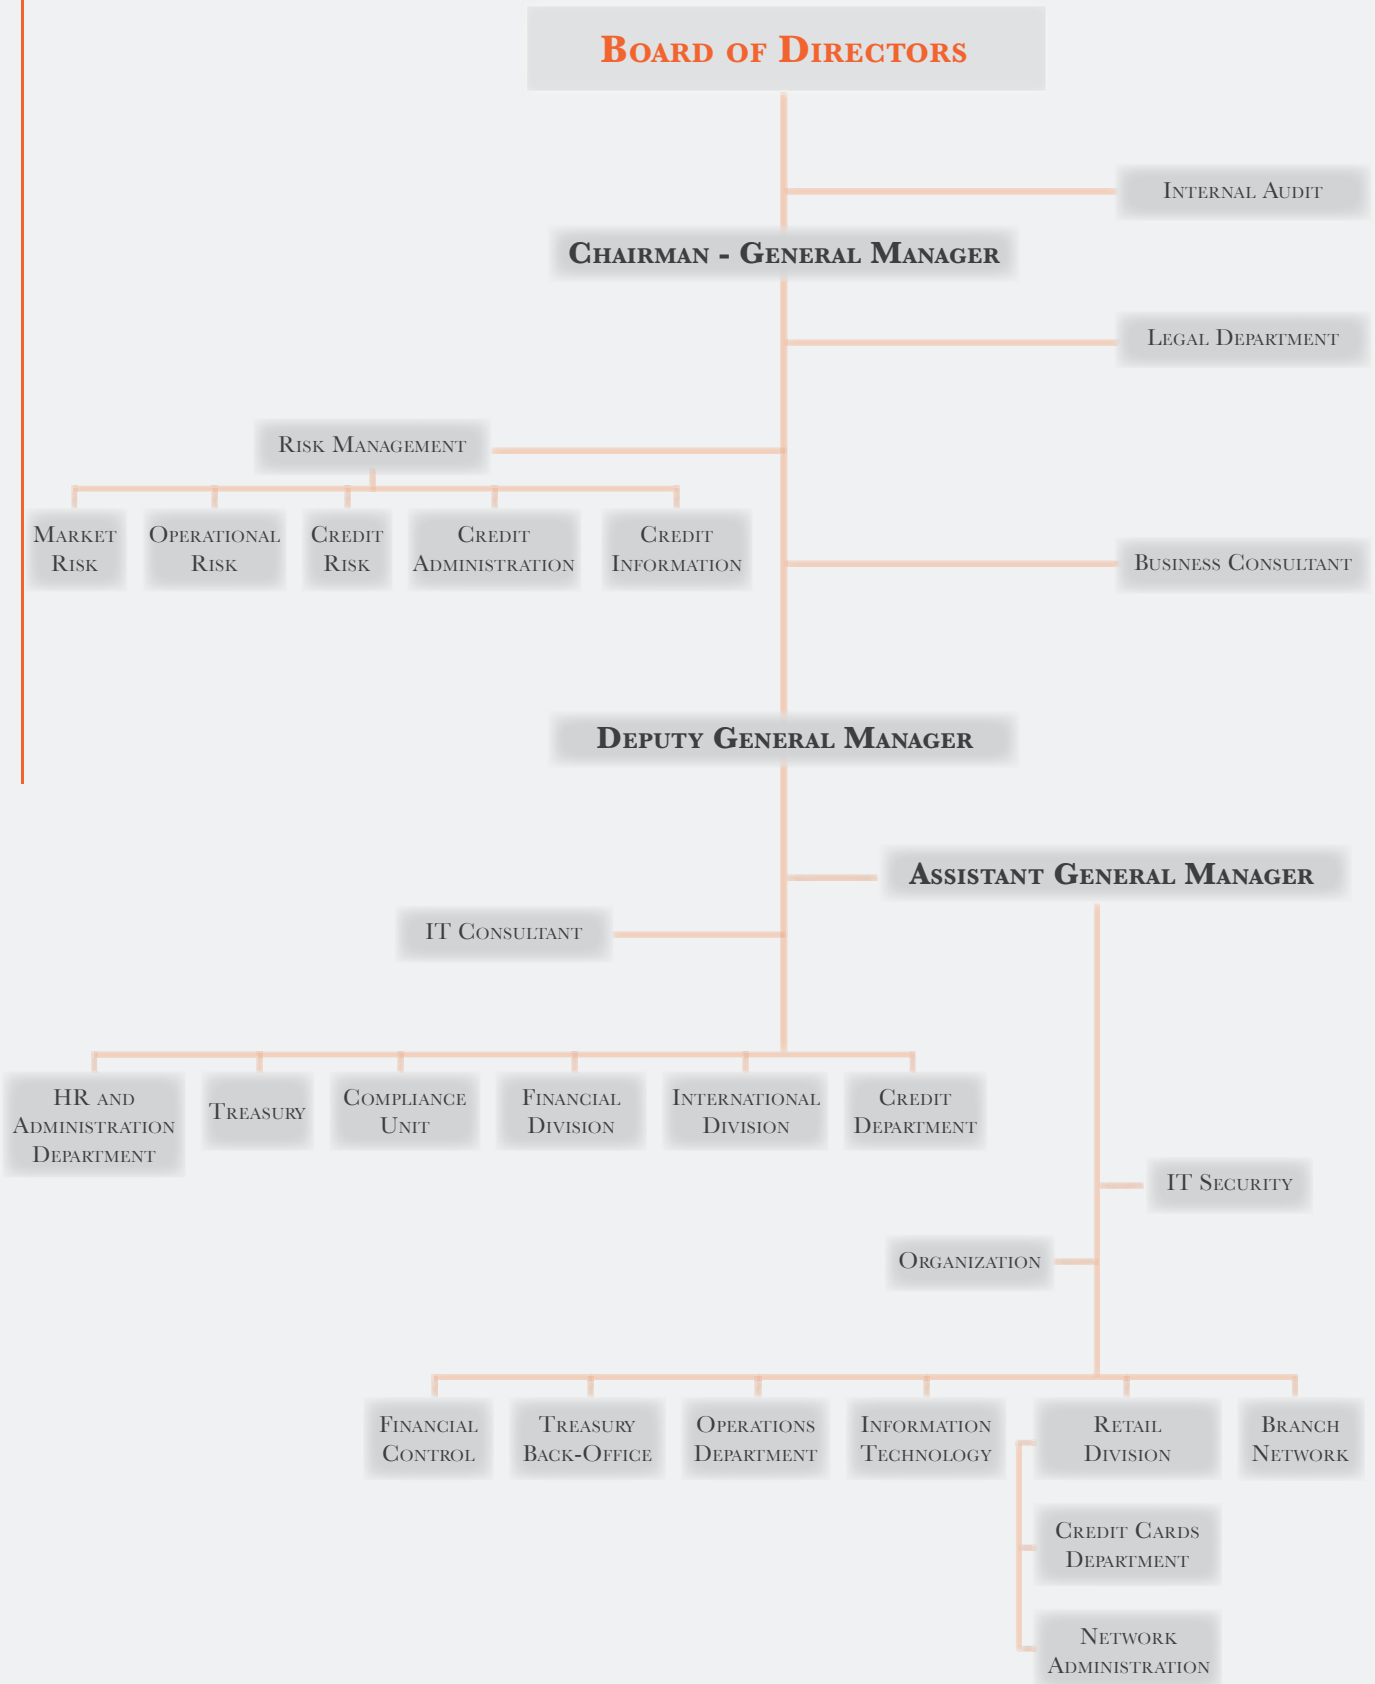 Board of Directors
Internal Audit
Chairman - General Manager
Legal Department
Risk Management
Market
Risk
Operational
Risk
Credit
Risk
Credit
Administration
Credit
Information
Business Consultant
Deputy General Manager
Assistant General Manager
IT Consultant
HR and
Administration
Department
Treasury
Compliance
Unit
Financial
Division
International
Division
Credit
Department
IT Security
Organization
Financial
Control
Treasury
Back-Office
Operations
Department
Information
Technology
Retail
Division
Branch
Network
Credit Cards
Department
Network
Administration